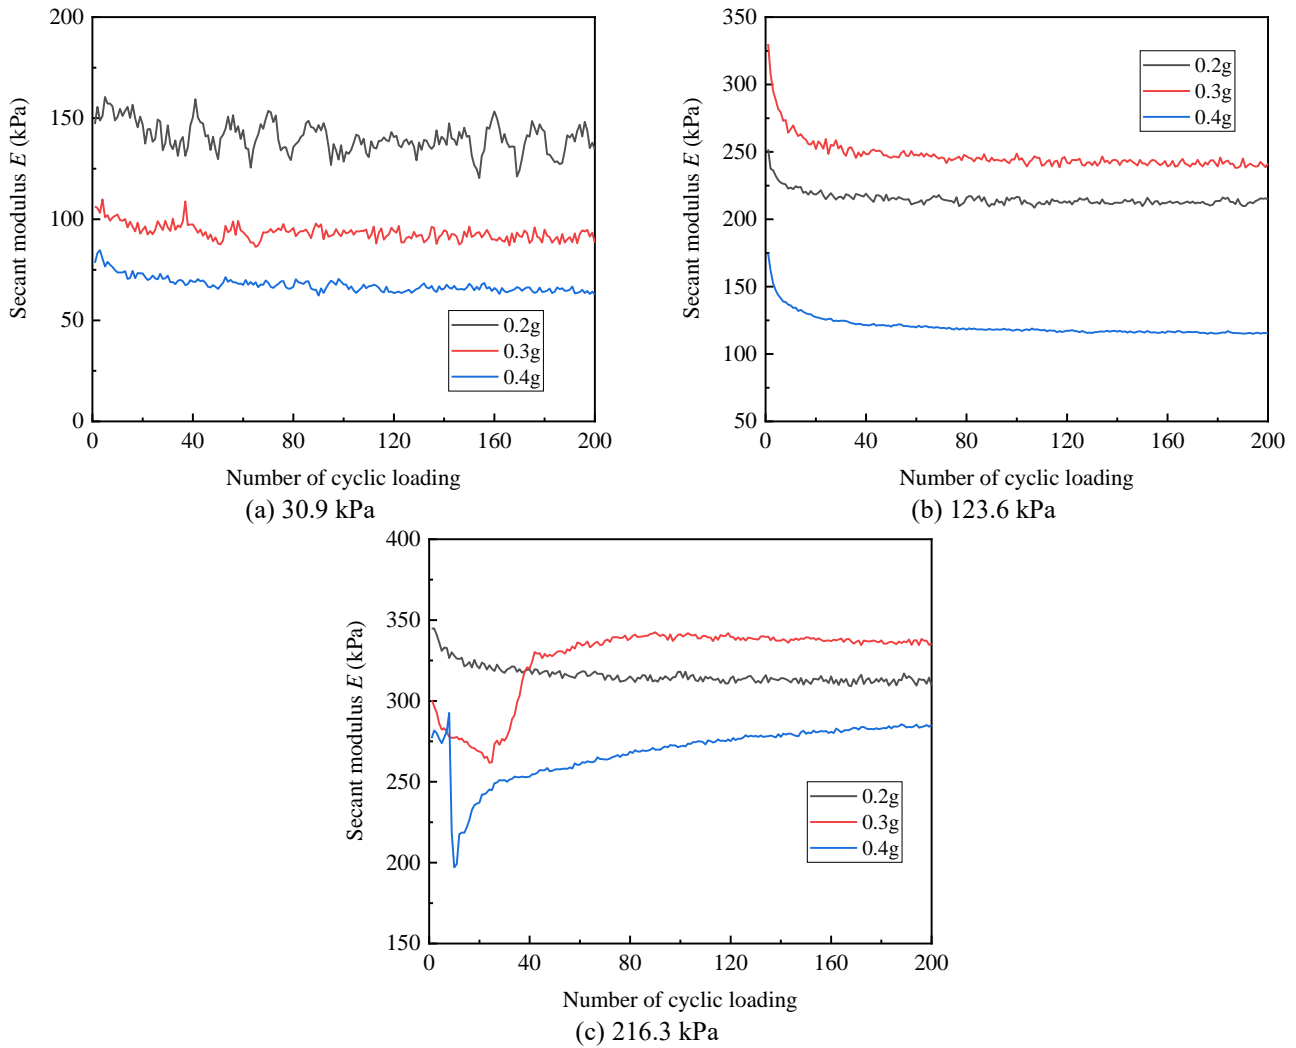 200
150
100
50
0
Secant modulus E (kPa)
0.2g
0.3g
0.4g
0 40 80 120 160 200
Number of cyclic loading
(a) 30.9 kPa
350
300
250
200
150
100
50
Secant modulus E (kPa)
0.2g
0.3g
0.4g
0 40 80 120 160 200
Number of cyclic loading
(b) 123.6 kPa
400
350
300
250
200
150
Secant modulus E (kPa)
0.2g
0.3g
0.4g
0 40 80 120 160 200
Number of cyclic loading
(c) 216.3 kPa